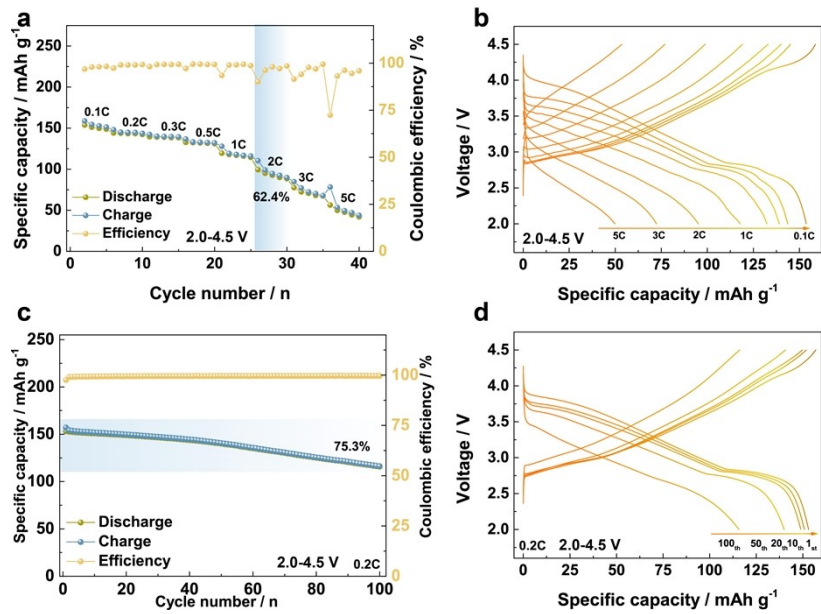 a
Specific capacity / mAh g-1
250
200
150
100
50
0
0.1C
0.2C
0.3C
0.5C
1C
2C
3C
5C
62.4%
Discharge
Charge
Efficiency
2.0-4.5 V
0
10
20
30
40
Cycle number / n
100
75
50
25
0
Coulombic efficiency / %
b
Voltage / V
4.5
4.0
3.5
3.0
2.5
2.0
5C
3C
2C
1C
0.1C
2.0-4.5 V
0
25
50
75
100
125
150
Specific capacity / mAh g-1
c
Specific capacity / mAh g-1
250
200
150
100
50
0
75.3%
Discharge
Charge
Efficiency
2.0-4.5 V
0.2C
0
20
40
60
80
100
Cycle number / n
100
75
50
25
0
Coulombic efficiency / %
d
Voltage / V
4.5
4.0
3.5
3.0
2.5
2.0
100th
50th
20th
10th
1st
0.2C
2.0-4.5 V
0
25
50
75
100
125
150
Specific capacity / mAh g-1